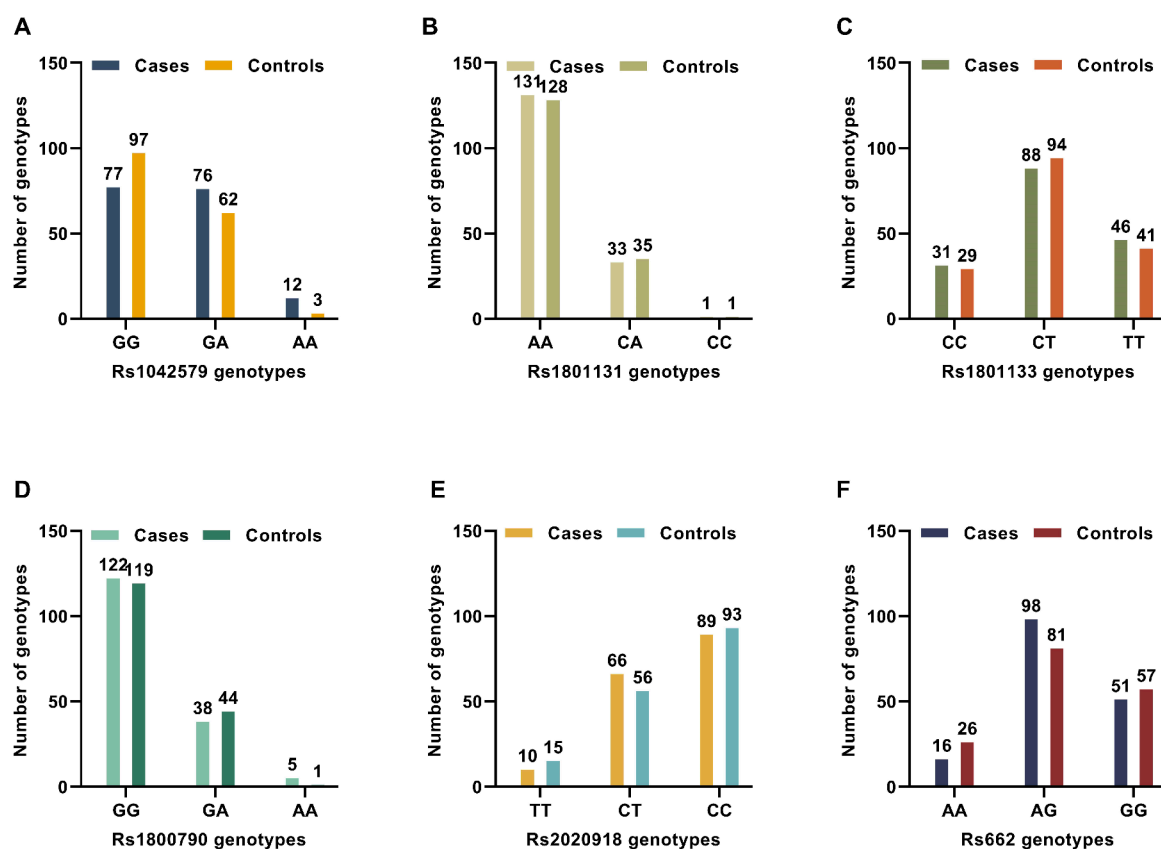 A
Cases Controls
Number of genotypes
150
100
50
0
77 97
76 62
12 3
GG GA AA
Rs1042579 genotypes
B
Cases Controls
Number of genotypes
150
100
50
0
131 128
33 35
1 1
AA CA CC
Rs1801131 genotypes
C
Cases Controls
Number of genotypes
150
100
50
0
31 29
88 94
46 41
CC CT TT
Rs1801133 genotypes
D
Cases Controls
Number of genotypes
150
100
50
0
122 119
38 44
5 1
GG GA AA
Rs1800790 genotypes
E
Cases Controls
Number of genotypes
150
100
50
0
10 15
66 56
89 93
TT CT CC
Rs2020918 genotypes
F
Cases Controls
Number of genotypes
150
100
50
0
16 26
98 81
51 57
AA AG GG
Rs662 genotypes